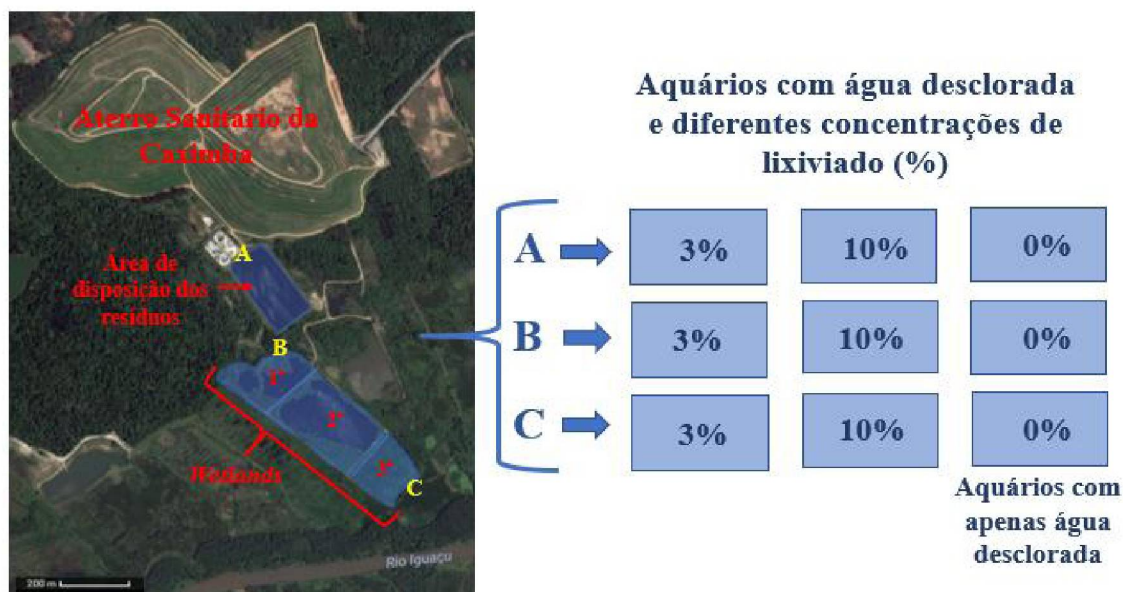 Aterro Sanitário da
Caximba
A
Área de
disposição dos
resídnos
B
1ª
2ª
3ª
Wetlands
C
Rio Iguaçu
200 m
Aquários com água desclorada
e diferentes concentrações de
lixiviado (%)
A
3%
10%
0%
B
3%
10%
0%
C
3%
10%
0%
Aquários com
apenas água
desclorada